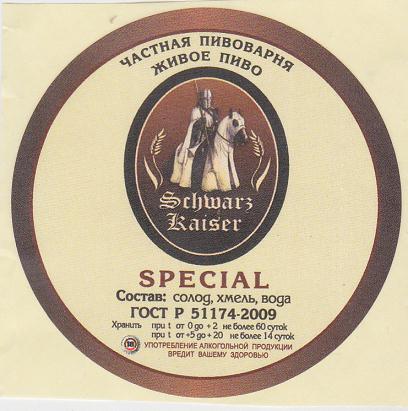 ЧАСТНАЯ ПИВОВАРНЯ
ЖИВОЕ ПИВО
Schwarz
Kaiser
SPECIAL
Состав: солод, хмель, вода
ГОСТ Р 51174-2009
Хранить при t от 0 до + 2 не более 60 суток
при t от +5 до + 20 не более 14 суток
18 УПОТРЕБЛЕНИЕ АЛКОГОЛЬНОЙ ПРОДУКЦИИ
ВРЕДИТ ВАШЕМУ ЗДОРОВЬЮ